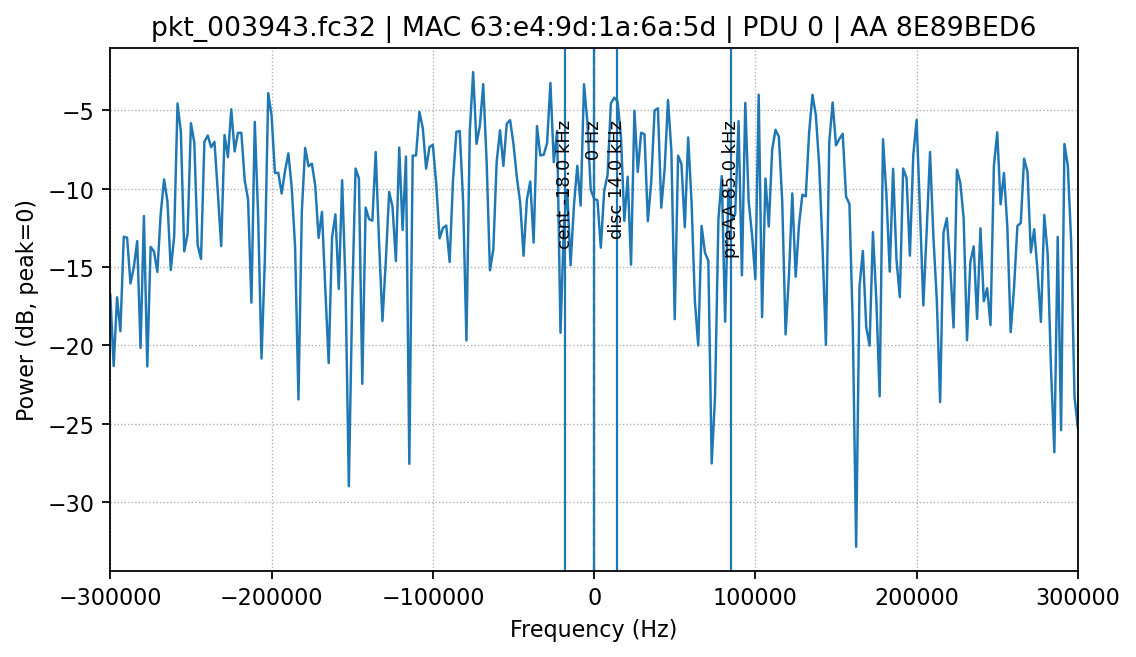 pkt_003943.fc32 | MAC 63:e4:9d:1a:6a:5d | PDU 0 | AA 8E89BED6
Power (dB, peak=0)
−5
−10
−15
−20
−25
−30
cent -18.0 kHz
0 Hz
disc 14.0 kHz
preAA 85.0 kHz
−300000
−200000
−100000
0
100000
200000
300000
Frequency (Hz)